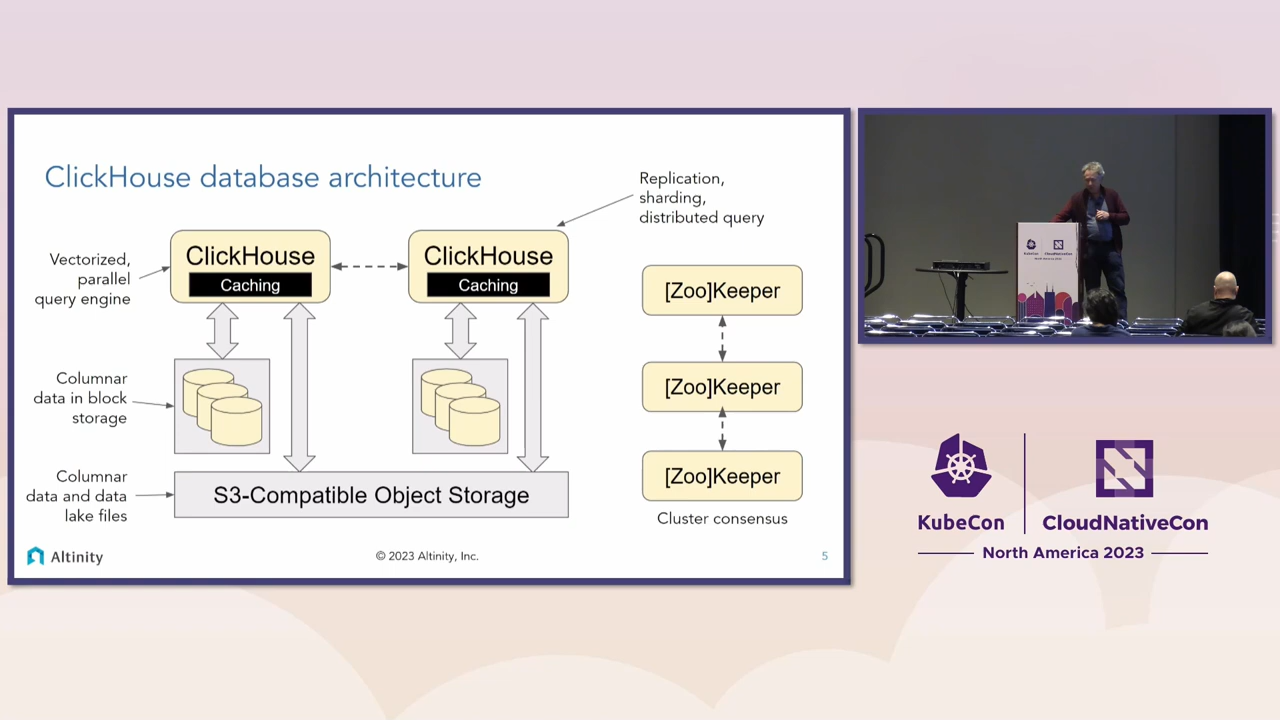 ClickHouse database architecture
Replication,
sharding,
distributed query
Vectorized,
parallel
query engine
ClickHouse
Caching
ClickHouse
Caching
[Zoo]Keeper
[Zoo]Keeper
[Zoo]Keeper
Cluster consensus
Columnar
data in block
storage
Columnar
data and data
lake files
S3-Compatible Object Storage
Altinity
© 2023 Altinity, Inc.
5
KubeCon
CloudNativeCon
North America 2023